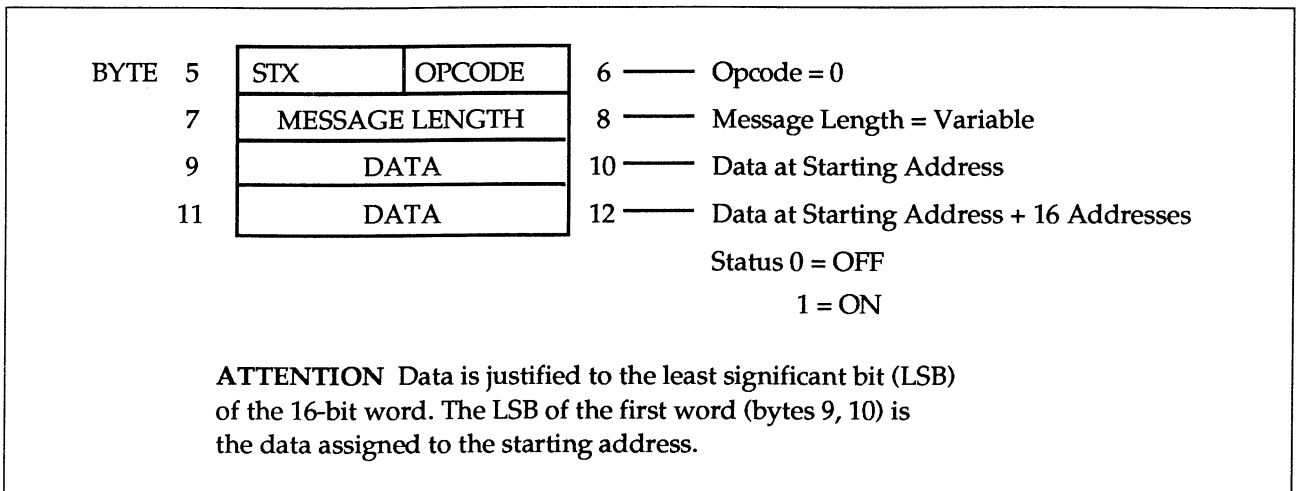 BYTE 5 STX OPCODE 6 Opcode = 0
7 MESSAGE LENGTH 8 Message Length = Variable
9 DATA 10 Data at Starting Address
11 DATA 12 Data at Starting Address + 16 Addresses
Status 0 = OFF
1 = ON
ATTENTION Data is justified to the least significant bit (LSB)
of the 16-bit word. The LSB of the first word (bytes 9, 10) is
the data assigned to the starting address.